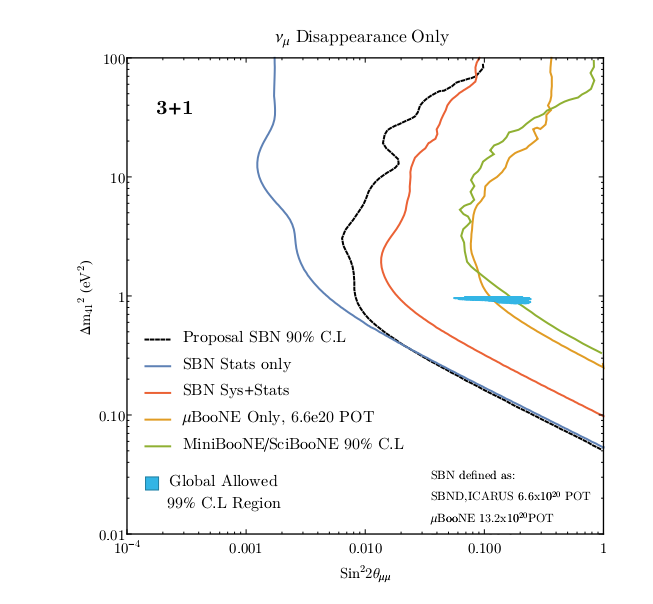 νμ Disappearance Only
100
3+1
10
Δm₄₁² (eV²)
1
Proposal SBN 90% C.L
SBN Stats only
SBN Sys+Stats
0.10
μBooNE Only, 6.6e20 POT
MiniBooNE/SciBooNE 90% C.L
Global Allowed
99% C.L Region
SBN defined as:
SBND,ICARUS 6.6x10²⁰ POT
μBooNE 13.2x10²⁰POT
0.01
10⁻⁴ 0.001 0.010 0.100 1
Sin²2θμμ